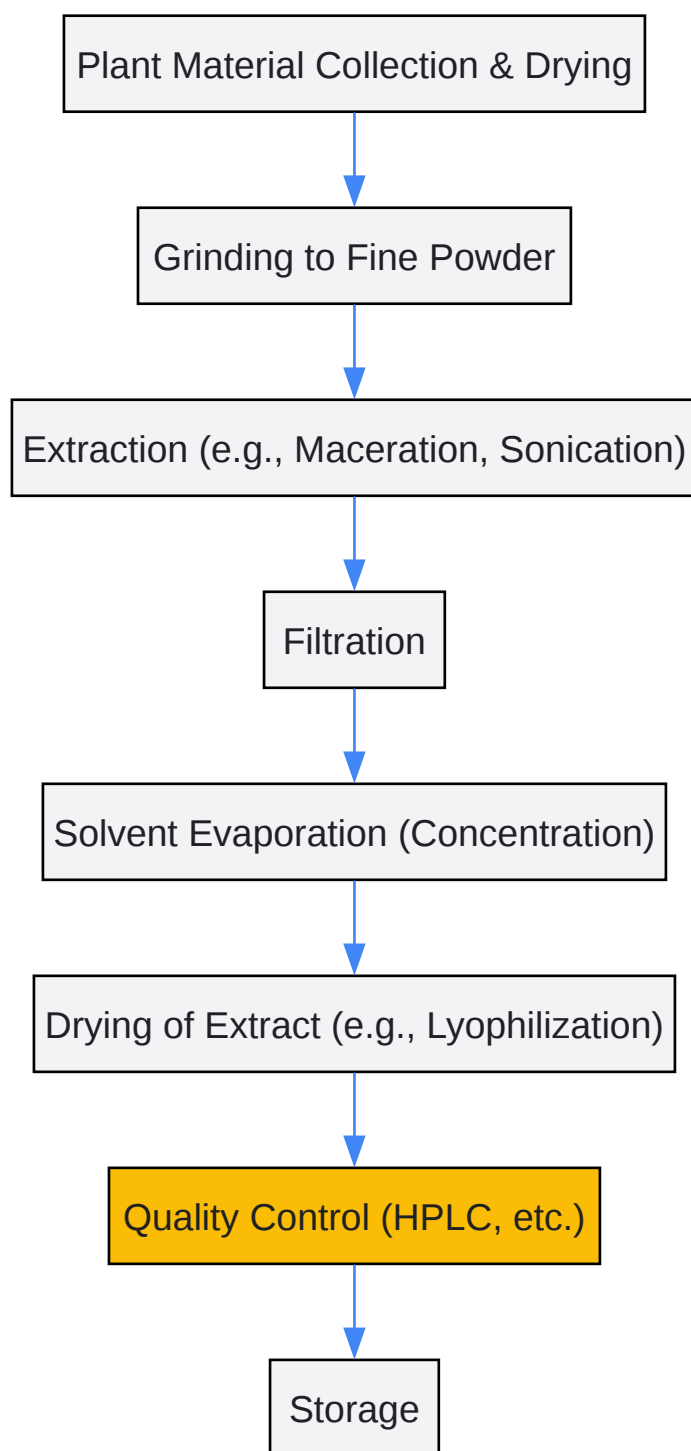 Plant Material Collection & Drying
Grinding to Fine Powder
Extraction (e.g., Maceration, Sonication)
Filtration
Solvent Evaporation (Concentration)
Drying of Extract (e.g., Lyophilization)
Quality Control (HPLC, etc.)
Storage